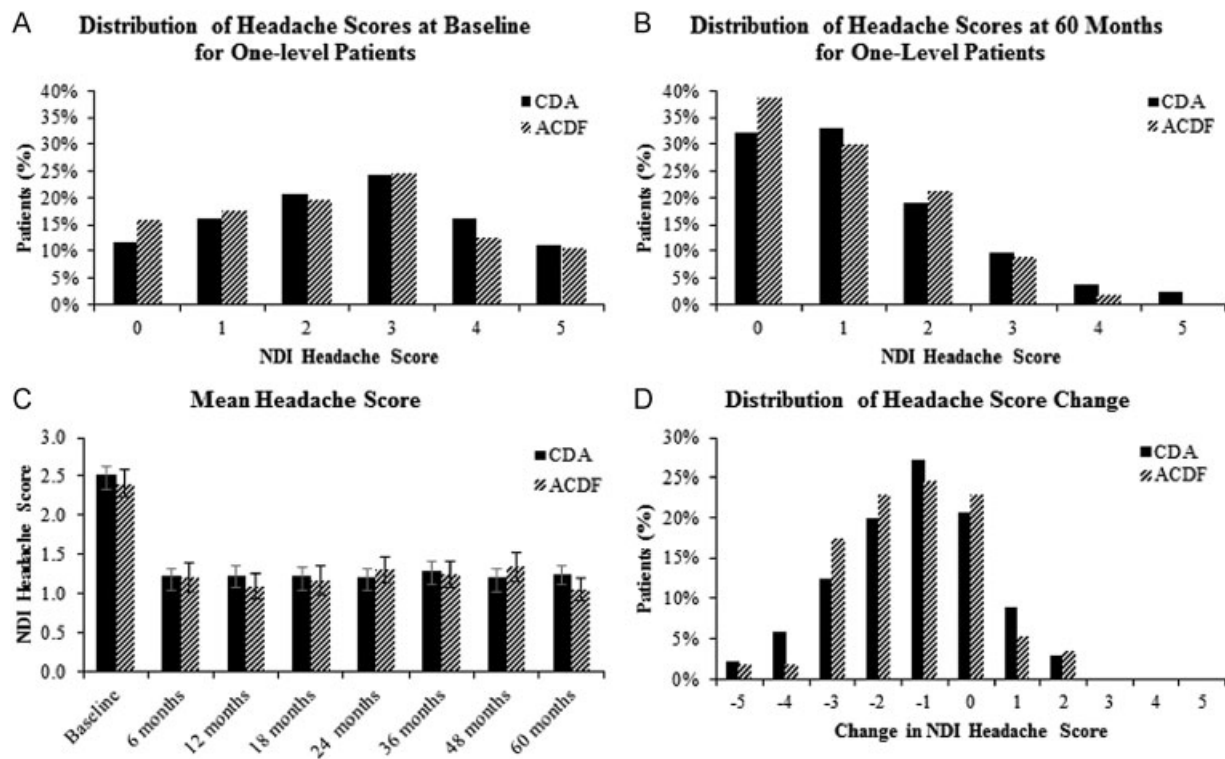 A
Distribution of Headache Scores at Baseline
for One-level Patients
40%
35%
30%
25%
20%
15%
10%
5%
0%
Patients (%)
CDA
ACDF
0 1 2 3 4 5
NDI Headache Score
B
Distribution of Headache Scores at 60 Months
for One-Level Patients
40%
35%
30%
25%
20%
15%
10%
5%
0%
Patients (%)
CDA
ACDF
0 1 2 3 4 5
NDI Headache Score
C
Mean Headache Score
3.0
2.5
2.0
1.5
1.0
0.5
0.0
NDI Headache Score
CDA
ACDF
Baseline
6 months
12 months
18 months
24 months
36 months
48 months
60 months
D
Distribution of Headache Score Change
30%
25%
20%
15%
10%
5%
0%
Patients (%)
CDA
ACDF
-5 -4 -3 -2 -1 0 1 2 3 4 5
Change in NDI Headache Score